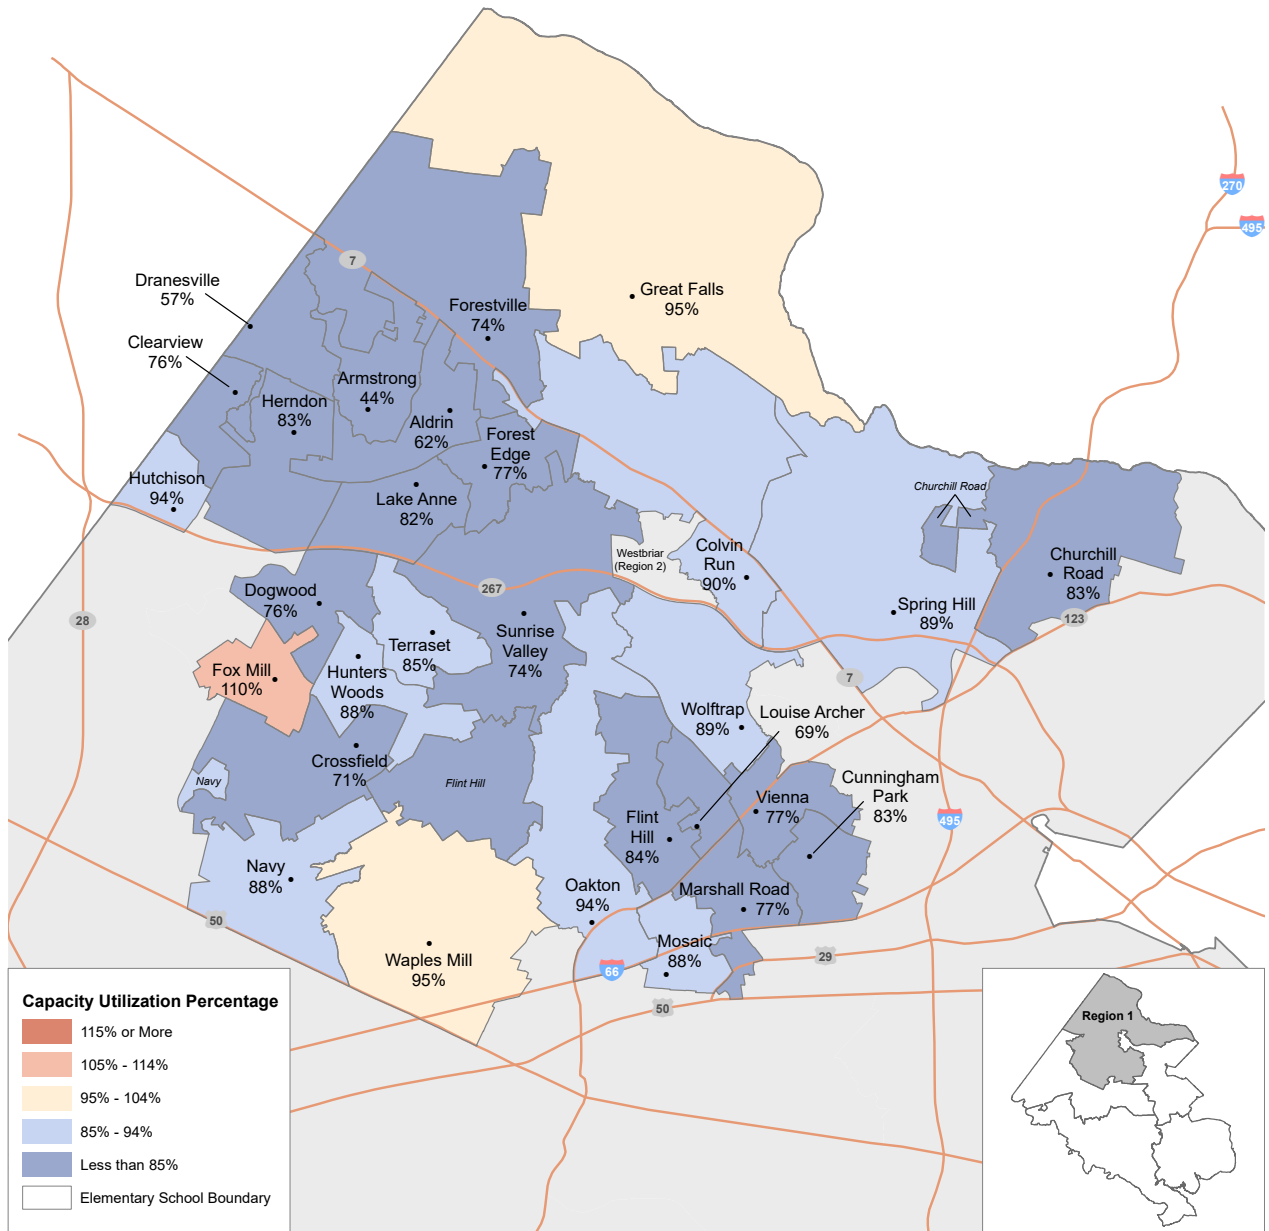 270
495
7
Dranesville
57%
Great Falls
95%
Forestville
74%
Clearview
76%
Armstrong
44%
Herndon
83%
Aldrin
62%
Forest
Edge
77%
Hutchison
94%
Lake Anne
82%
Churchill Road
Colvin
Run
90%
Westbriar
(Region 2)
Churchill
Road
83%
Dogwood
76%
267
Spring Hill
89%
28
123
Terraset
85%
Sunrise
Valley
74%
Fox Mill
110%
Hunters
Woods
88%
7
Wolftrap
89%
Louise Archer
69%
Crossfield
71%
Navy
Flint Hill
Cunningham
Park
83%
Vienna
77%
Flint
Hill
84%
495
Navy
88%
Oakton
94%
Marshall Road
77%
50
Mosaic
88%
29
Waples Mill
95%
66
50
Capacity Utilization Percentage
115% or More
105% - 114%
95% - 104%
85% - 94%
Less than 85%
Elementary School Boundary
Region 1